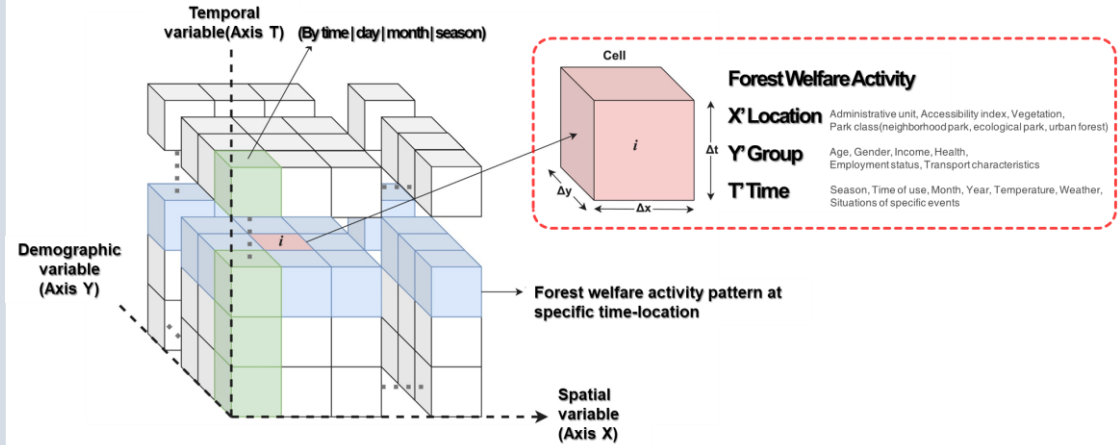 Temporal
variable(Axis T)
(By time | day | month | season)
Cell
i
Δt
Δy
Δx
Forest Welfare Activity
X' Location
Administrative unit, Accessibility index, Vegetation,
Park class(neighborhood park, ecological park, urban forest)
Y' Group
Age, Gender, Income, Health,
Employment status, Transport characteristics
T' Time
Season, Time of use, Month, Year, Temperature, Weather,
Situations of specific events
i
Demographic
variable
(Axis Y)
Forest welfare activity pattern at
specific time-location
Spatial
variable
(Axis X)